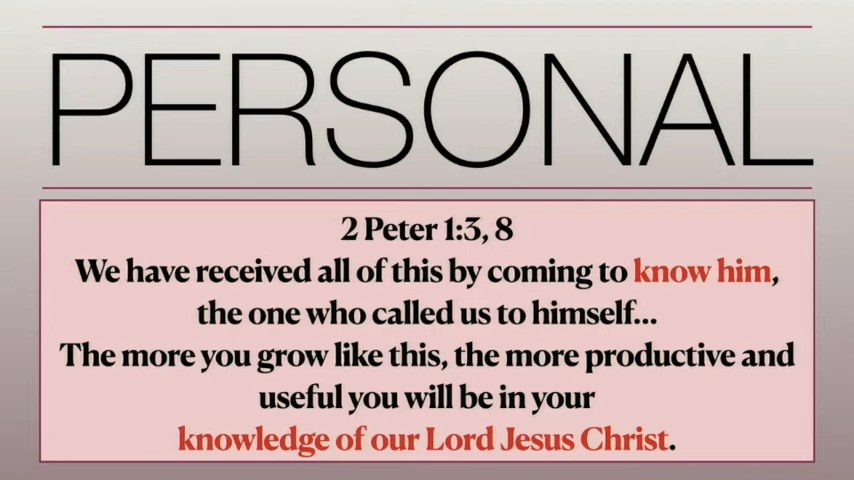 PERSONAL
2 Peter 1:3, 8
We have received all of this by coming to know him,
the one who called us to himself...
The more you grow like this, the more productive and
useful you will be in your
knowledge of our Lord Jesus Christ.